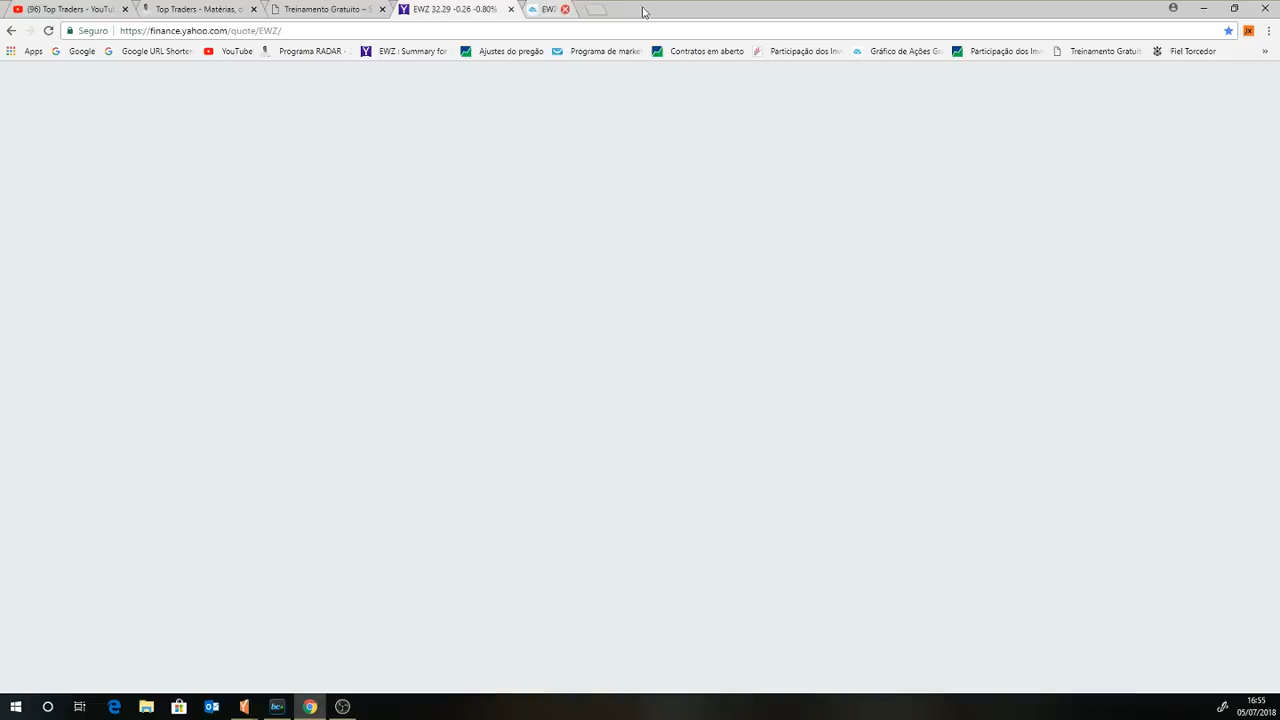 (96) Top Traders - YouTu
Top Traders - Matérias, d
Treinamento Gratuito –
EWZ 32.29 -0.26 -0.80%
EWZ
Seguro
https://finance.yahoo.com/quote/EWZ/
Apps
Google
Google URL Shorten
YouTube
Programa RADAR -
EWZ : Summary for
Ajustes do pregão
Programa de marke
Contratos em aberto
Participação dos Inv
Gráfico de Ações Gr
Participação dos Inv
Treinamento Gratuit
Fiel Torcedor
16:55
05/07/2018